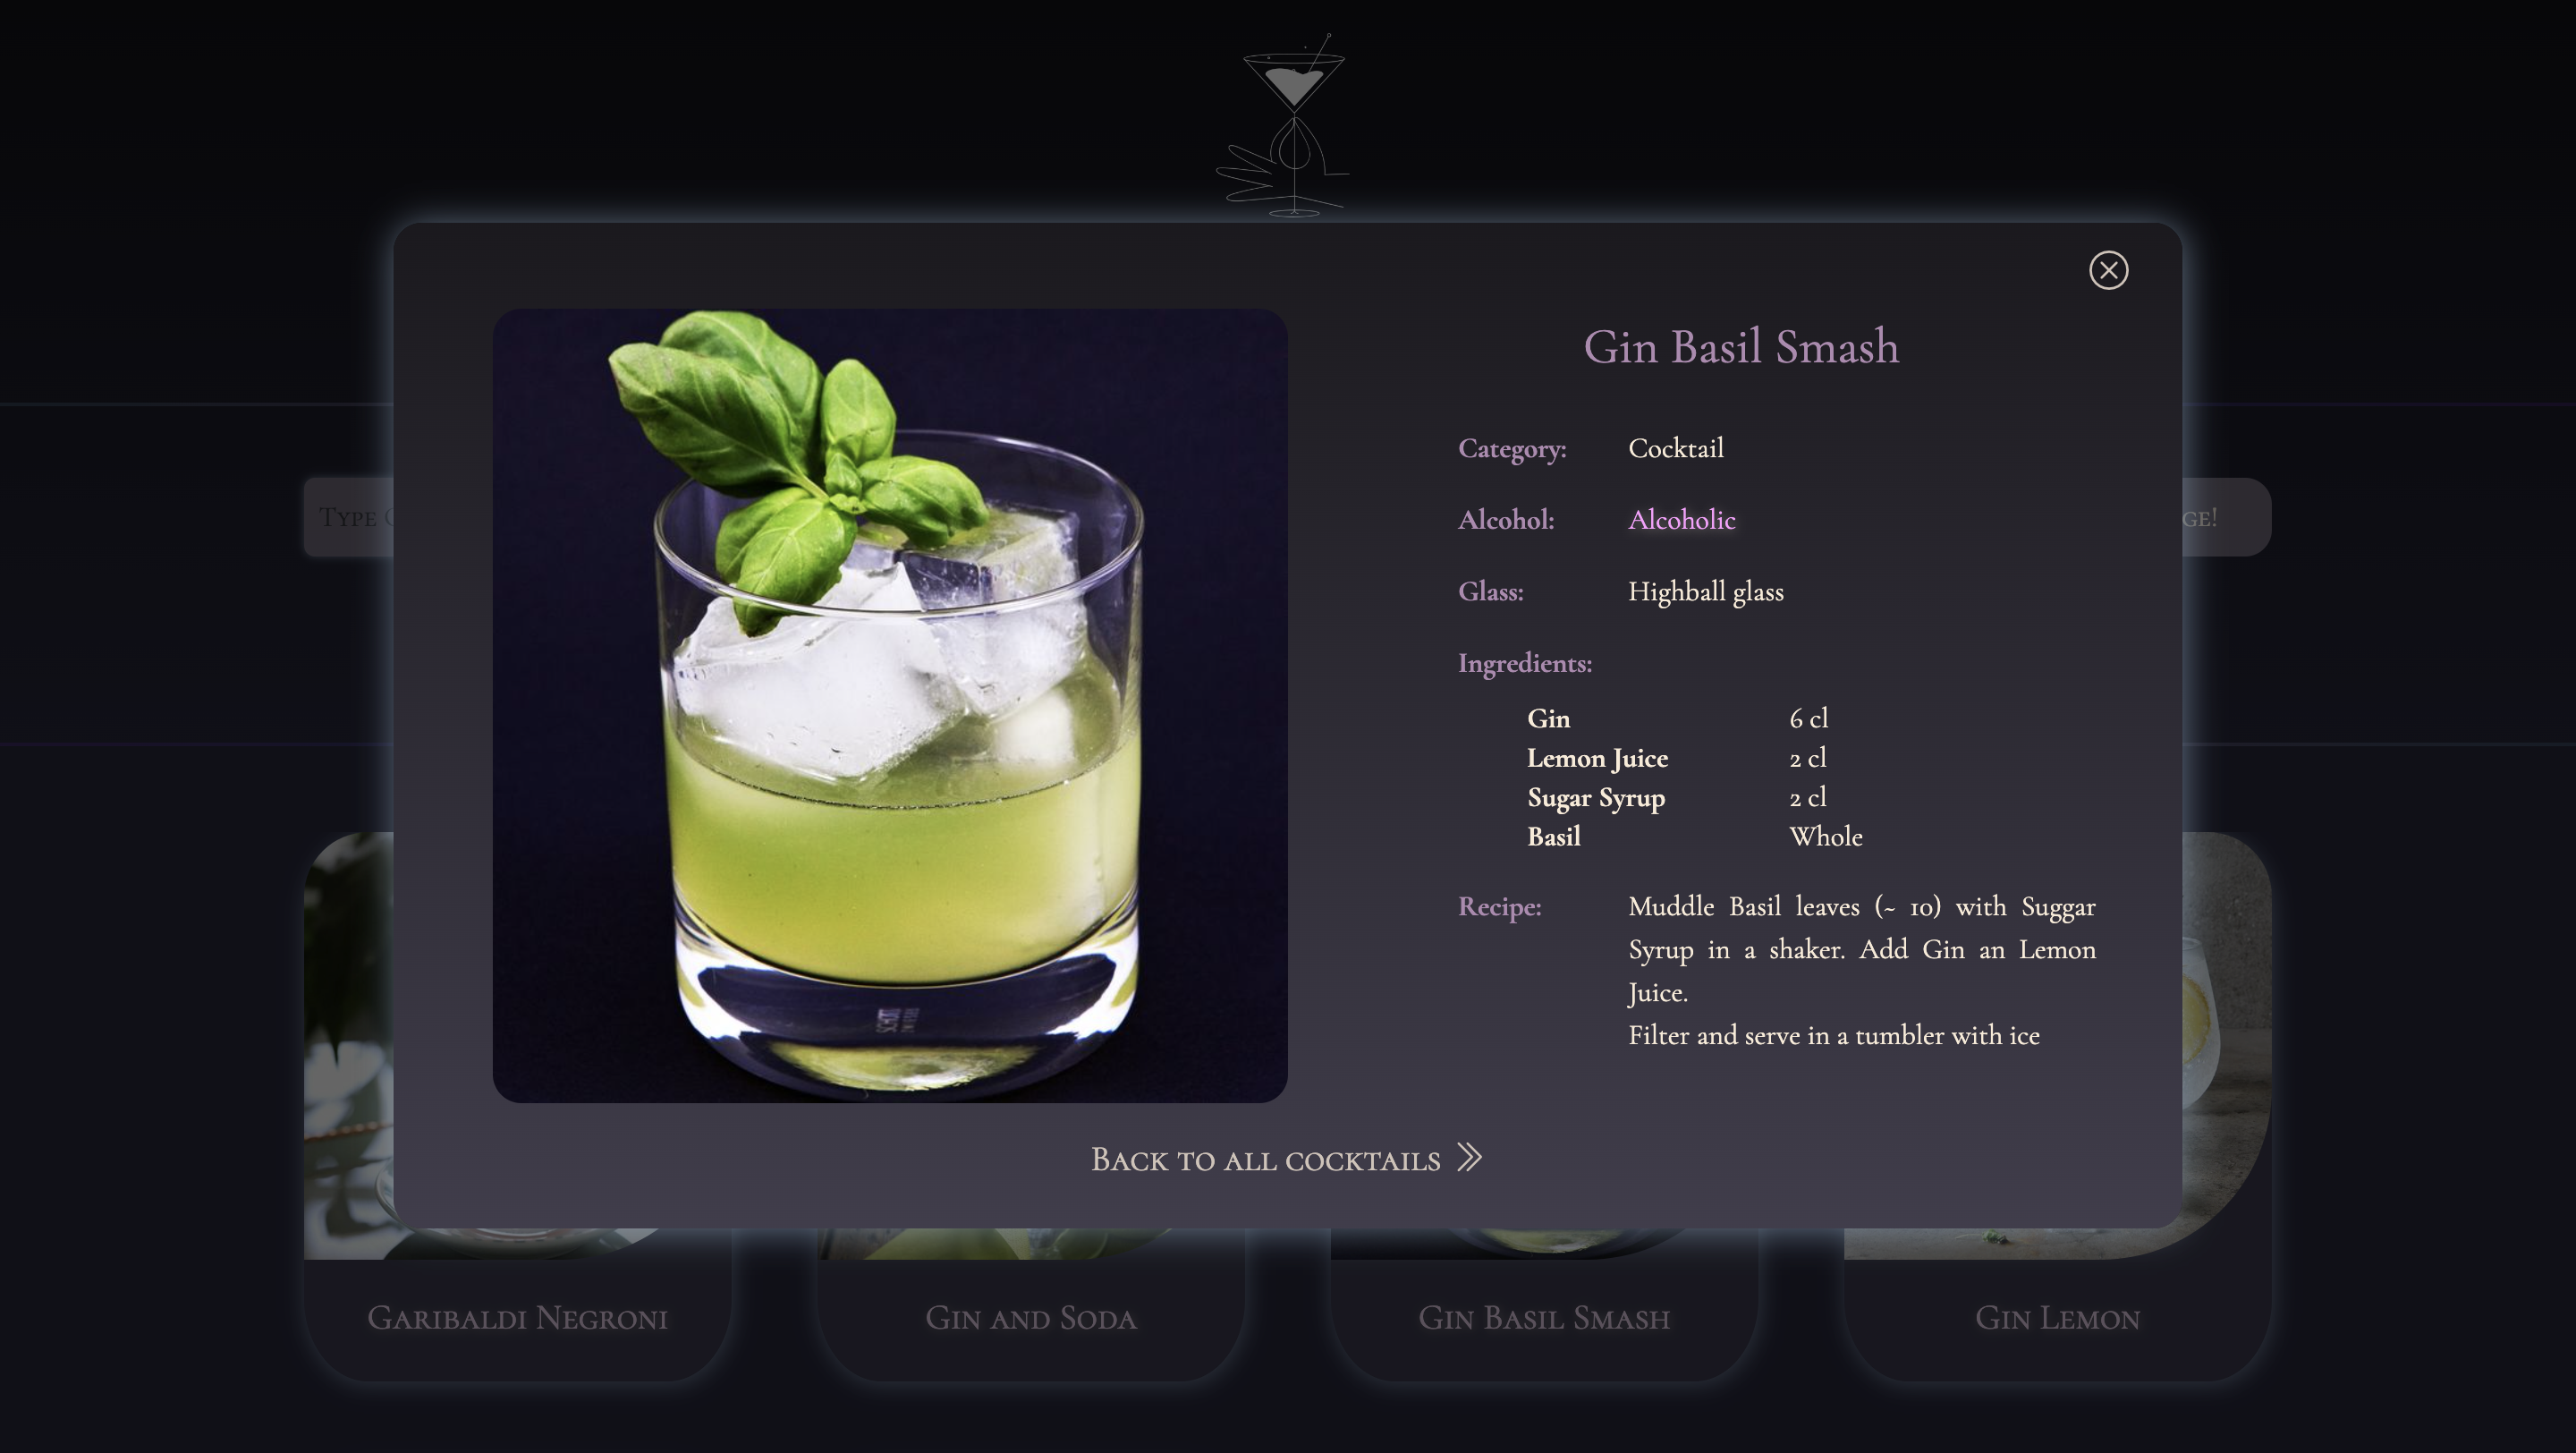 Gin Basil Smash
Category: Cocktail
Alcohol: Alcoholic
Glass: Highball glass
Ingredients:
Gin 6 cl
Lemon Juice 2 cl
Sugar Syrup 2 cl
Basil Whole
Recipe: Muddle Basil leaves (~ 10) with Suggar
Syrup in a shaker. Add Gin an Lemon
Juice.
Filter and serve in a tumbler with ice
Back to all cocktails
Type
Garibaldi Negroni
Gin and Soda
Gin Basil Smash
Gin Lemon